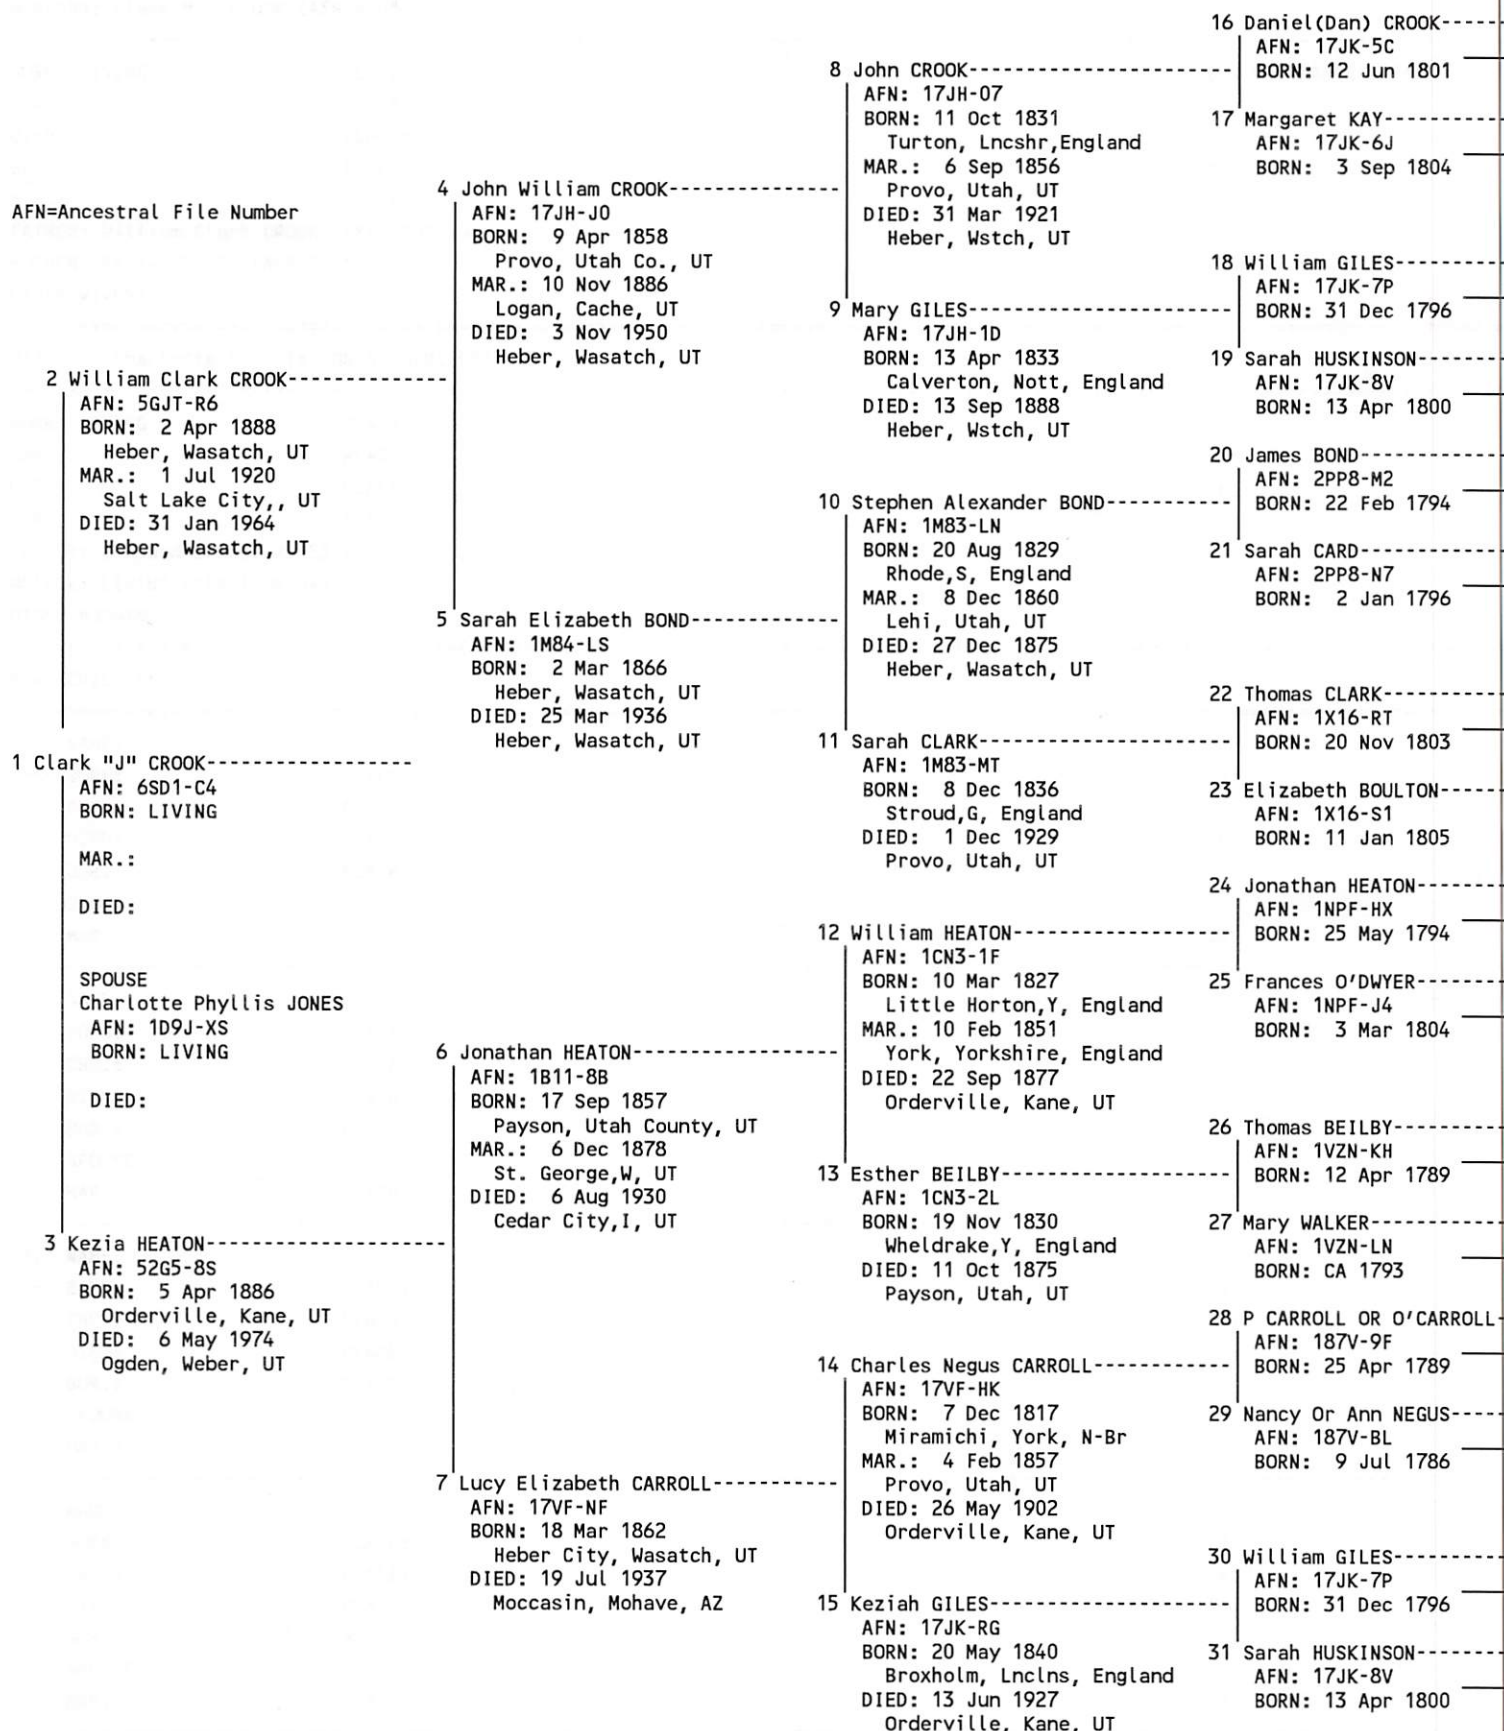 AFN=Ancestral File Number
1 Clark "J" CROOK-----------------
AFN: 6SD1-C4
BORN: LIVING
MAR.:
DIED:
SPOUSE
Charlotte Phyllis JONES
AFN: 1D9J-XS
BORN: LIVING
DIED:
2 William Clark CROOK-------------
AFN: 5GJT-R6
BORN:  2 Apr 1888
Heber, Wasatch, UT
MAR.:  1 Jul 1920
Salt Lake City,, UT
DIED: 31 Jan 1964
Heber, Wasatch, UT
3 Kezia HEATON--------------------
AFN: 52G5-8S
BORN:  5 Apr 1886
Orderville, Kane, UT
DIED:  6 May 1974
Ogden, Weber, UT
4 John William CROOK--------------
AFN: 17JH-J0
BORN:  9 Apr 1858
Provo, Utah Co., UT
MAR.: 10 Nov 1886
Logan, Cache, UT
DIED:  3 Nov 1950
Heber, Wasatch, UT
5 Sarah Elizabeth BOND------------
AFN: 1M84-LS
BORN:  2 Mar 1866
Heber, Wasatch, UT
DIED: 25 Mar 1936
Heber, Wasatch, UT
6 Jonathan HEATON-----------------
AFN: 1B11-8B
BORN: 17 Sep 1857
Payson, Utah County, UT
MAR.:  6 Dec 1878
St. George,W, UT
DIED:  6 Aug 1930
Cedar City,I, UT
7 Lucy Elizabeth CARROLL----------
AFN: 17VF-NF
BORN: 18 Mar 1862
Heber City, Wasatch, UT
DIED: 19 Jul 1937
Moccasin, Mohave, AZ
8 John CROOK----------------------
AFN: 17JH-07
BORN: 11 Oct 1831
Turton, Lncshr,England
MAR.:  6 Sep 1856
Provo, Utah, UT
DIED: 31 Mar 1921
Heber, Wstch, UT
9 Mary GILES----------------------
AFN: 17JH-1D
BORN: 13 Apr 1833
Calverton, Nott, England
DIED: 13 Sep 1888
Heber, Wstch, UT
10 Stephen Alexander BOND----------
AFN: 1M83-LN
BORN: 20 Aug 1829
Rhode,S, England
MAR.:  8 Dec 1860
Lehi, Utah, UT
DIED: 27 Dec 1875
Heber, Wasatch, UT
11 Sarah CLARK---------------------
AFN: 1M83-MT
BORN:  8 Dec 1836
Stroud,G, England
DIED:  1 Dec 1929
Provo, Utah, UT
12 William HEATON------------------
AFN: 1CN3-1F
BORN: 10 Mar 1827
Little Horton,Y, England
MAR.: 10 Feb 1851
York, Yorkshire, England
DIED: 22 Sep 1877
Orderville, Kane, UT
13 Esther BEILBY-------------------
AFN: 1CN3-2L
BORN: 19 Nov 1830
Wheldrake,Y, England
DIED: 11 Oct 1875
Payson, Utah, UT
14 Charles Negus CARROLL-----------
AFN: 17VF-HK
BORN:  7 Dec 1817
Miramichi, York, N-Br
MAR.:  4 Feb 1857
Provo, Utah, UT
DIED: 26 May 1902
Orderville, Kane, UT
15 Keziah GILES--------------------
AFN: 17JK-RG
BORN: 20 May 1840
Broxholm, Lnclns, England
DIED: 13 Jun 1927
Orderville, Kane, UT
16 Daniel(Dan) CROOK-----
AFN: 17JK-5C
BORN: 12 Jun 1801
17 Margaret KAY----------
AFN: 17JK-6J
BORN:  3 Sep 1804
18 William GILES---------
AFN: 17JK-7P
BORN: 31 Dec 1796
19 Sarah HUSKINSON-------
AFN: 17JK-8V
BORN: 13 Apr 1800
20 James BOND------------
AFN: 2PP8-M2
BORN: 22 Feb 1794
21 Sarah CARD------------
AFN: 2PP8-N7
BORN:  2 Jan 1796
22 Thomas CLARK----------
AFN: 1X16-RT
BORN: 20 Nov 1803
23 Elizabeth BOULTON-----
AFN: 1X16-S1
BORN: 11 Jan 1805
24 Jonathan HEATON-------
AFN: 1NPF-HX
BORN: 25 May 1794
25 Frances O'DWYER-------
AFN: 1NPF-J4
BORN:  3 Mar 1804
26 Thomas BEILBY---------
AFN: 1VZN-KH
BORN: 12 Apr 1789
27 Mary WALKER-----------
AFN: 1VZN-LN
BORN: CA 1793
28 P CARROLL OR O'CARROLL-
AFN: 187V-9F
BORN: 25 Apr 1789
29 Nancy Or Ann NEGUS----
AFN: 187V-BL
BORN:  9 Jul 1786
30 William GILES---------
AFN: 17JK-7P
BORN: 31 Dec 1796
31 Sarah HUSKINSON-------
AFN: 17JK-8V
BORN: 13 Apr 1800